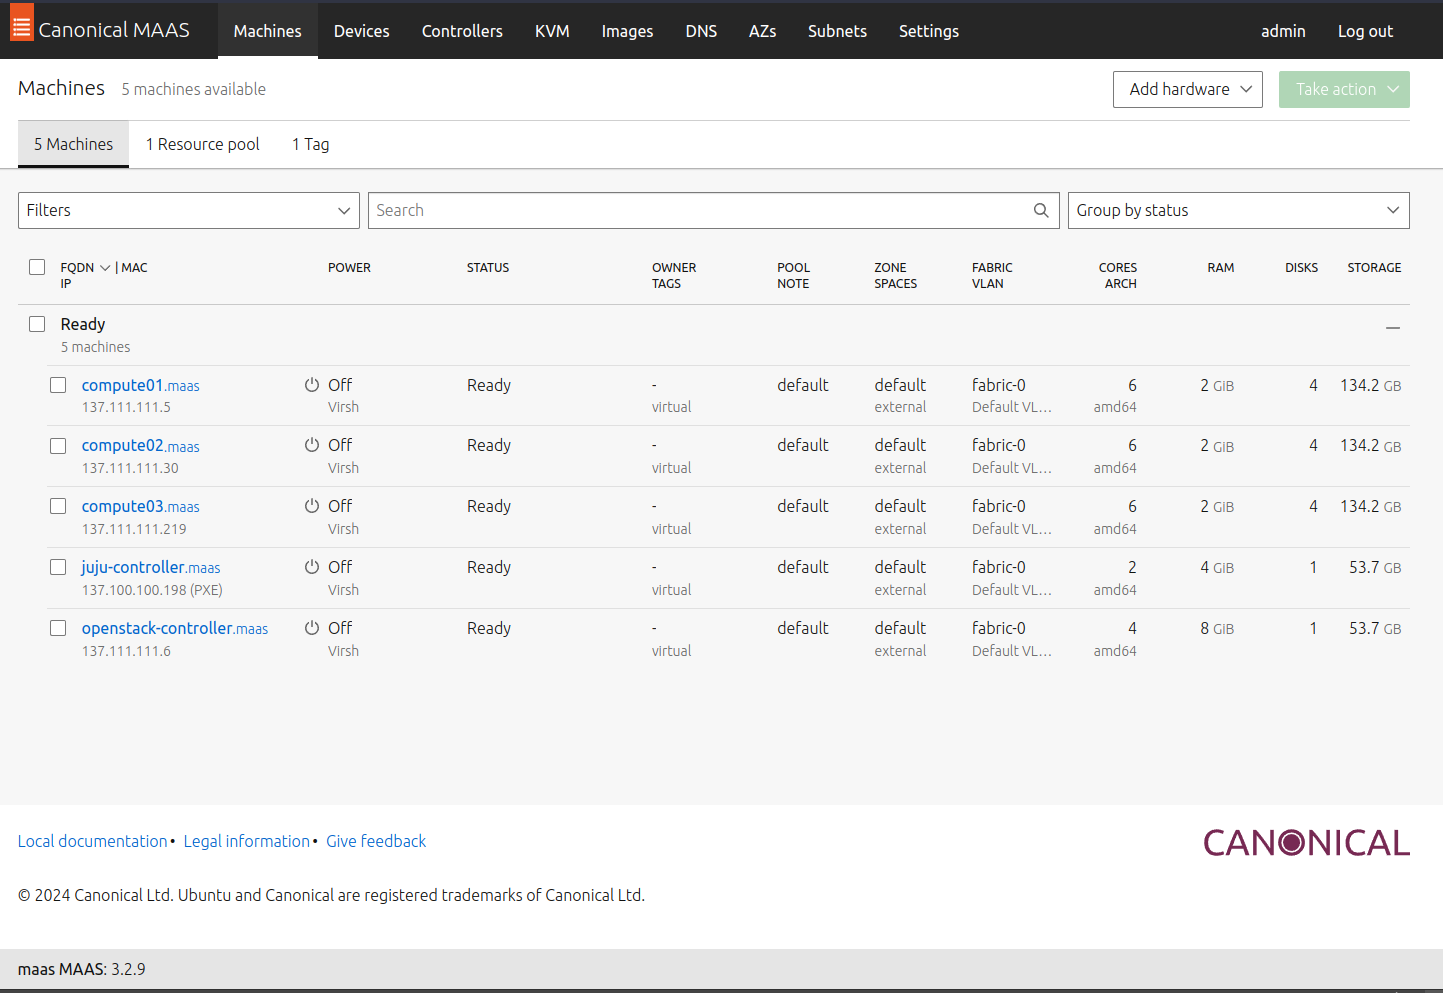 Canonical MAAS Machines Devices Controllers KVM Images DNS AZs Subnets Settings admin Log out
Machines 5 machines available Add hardware Take action
5 Machines 1 Resource pool 1 Tag
Filters Search Group by status
FQDN | MAC POWER STATUS OWNER POOL ZONE FABRIC CORES RAM DISKS STORAGE
IP TAGS NOTE SPACES VLAN ARCH
Ready
5 machines
compute01.maas Off Ready - default default fabric-0 6 2 GiB 4 134.2 GB
137.111.111.5 Virsh virtual external Default VL... amd64
compute02.maas Off Ready - default default fabric-0 6 2 GiB 4 134.2 GB
137.111.111.30 Virsh virtual external Default VL... amd64
compute03.maas Off Ready - default default fabric-0 6 2 GiB 4 134.2 GB
137.111.111.219 Virsh virtual external Default VL... amd64
juju-controller.maas Off Ready - default default fabric-0 2 4 GiB 1 53.7 GB
137.100.100.198 (PXE) Virsh virtual external Default VL... amd64
openstack-controller.maas Off Ready - default default fabric-0 4 8 GiB 1 53.7 GB
137.111.111.6 Virsh virtual external Default VL... amd64
Local documentation • Legal information • Give feedback CANONICAL
© 2024 Canonical Ltd. Ubuntu and Canonical are registered trademarks of Canonical Ltd.
maas MAAS: 3.2.9